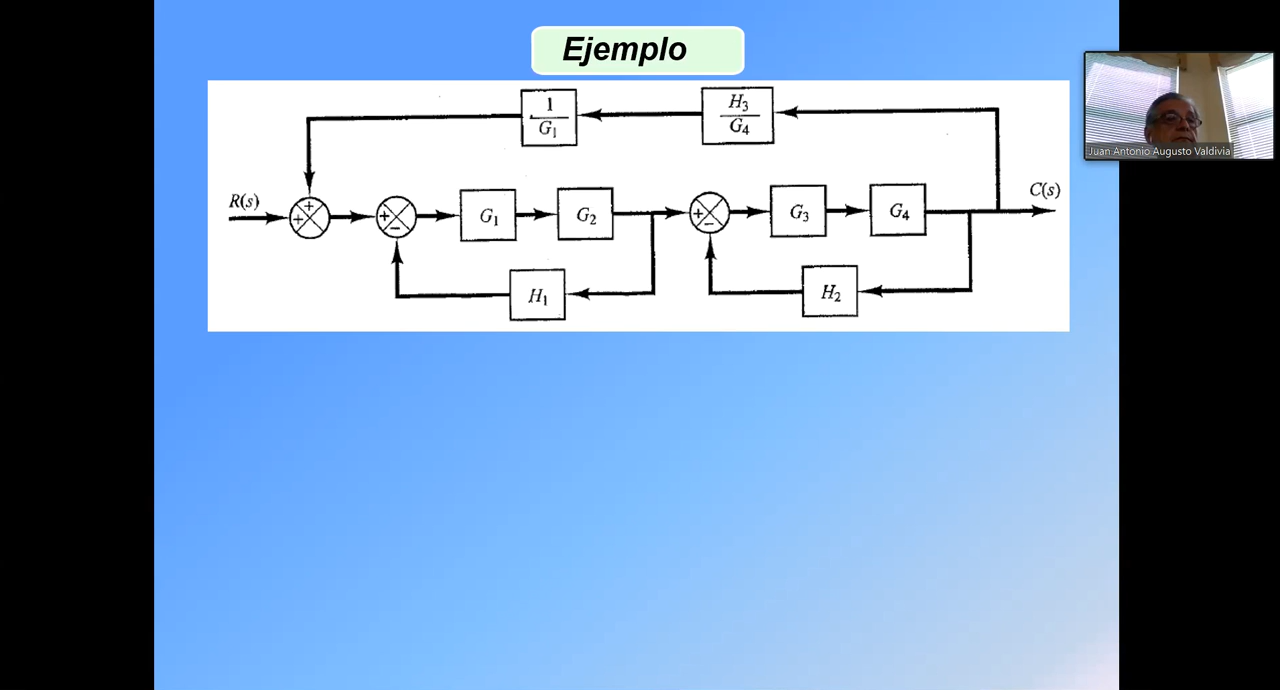 Ejemplo
1
G₁
H₃
G₄
R(s)
+
+
+
−
G₁
G₂
+
−
G₃
G₄
C(s)
H₁
H₂
Juan Antonio Augusto Valdivia